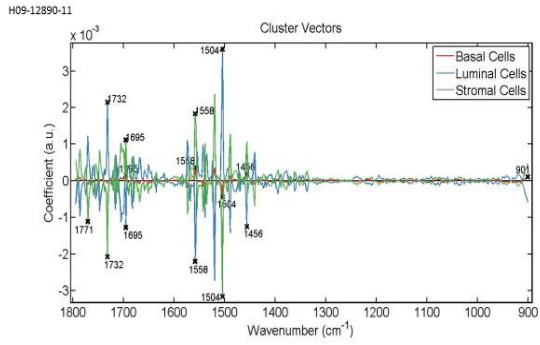 H09-12890-11
Cluster Vectors
x 10⁻³
1504
Basal Cells
Luminal Cells
Stromal Cells
3
2
1
0
-1
-2
-3
1732
1558
1695
1558
1456
1695
901
1504
1771
1695
1456
1732
1558
1504
Coefficient (a.u.)
1800 1700 1600 1500 1400 1300 1200 1100 1000 900
Wavenumber (cm⁻¹)